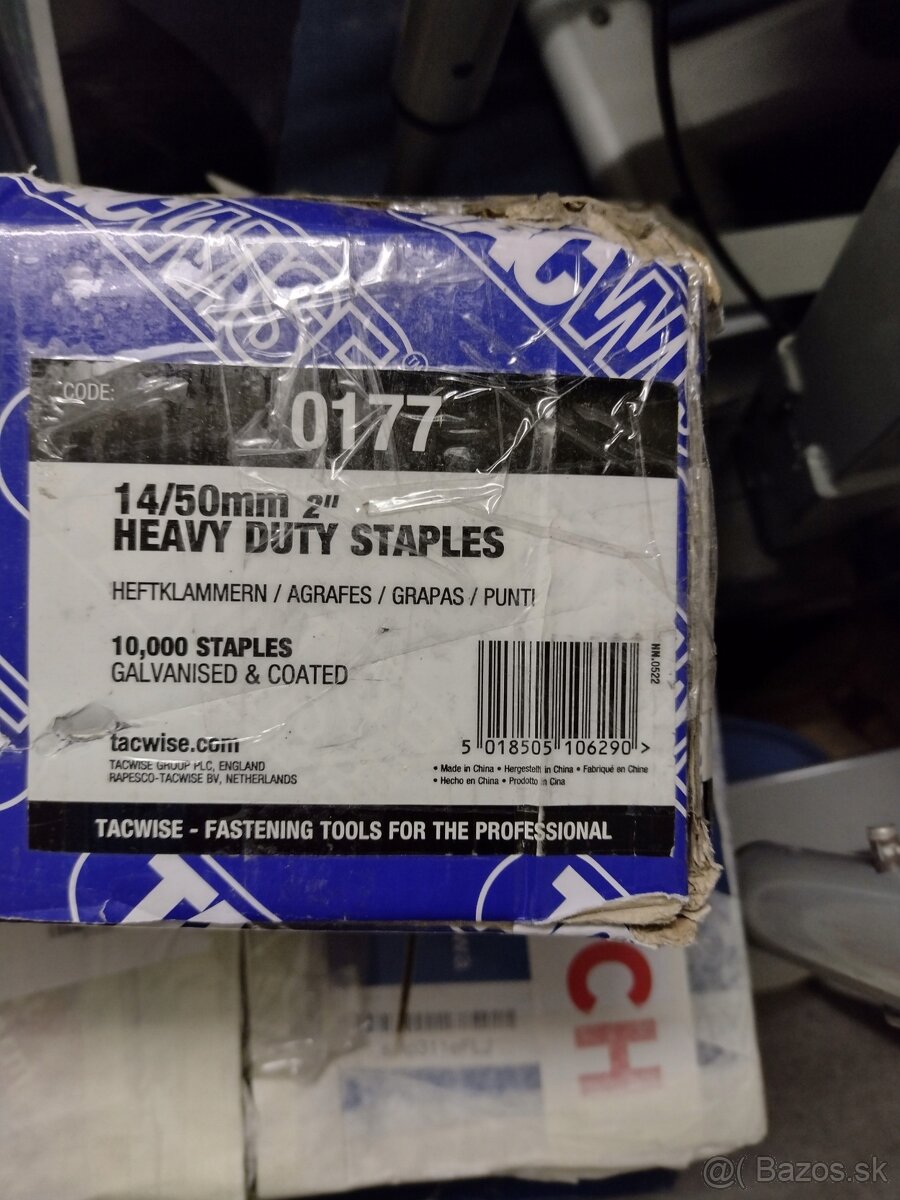 TACWISE
CODE:
0177
14/50mm 2"
HEAVY DUTY STAPLES
HEFTKLAMMERN / AGRAFES / GRAPAS / PUNTI
10,000 STAPLES
GALVANISED & COATED
NN.0522
5 018505 106290 >
tacwise.com
TACWISE GROUP PLC, ENGLAND
RAPESCO-TACWISE BV, NETHERLANDS
• Made in China • Hergestellt in China • Fabriqué en Chine
• Hecho en China • Prodotto in Cina
TACWISE - FASTENING TOOLS FOR THE PROFESSIONAL
CH
@( Bazos.sk